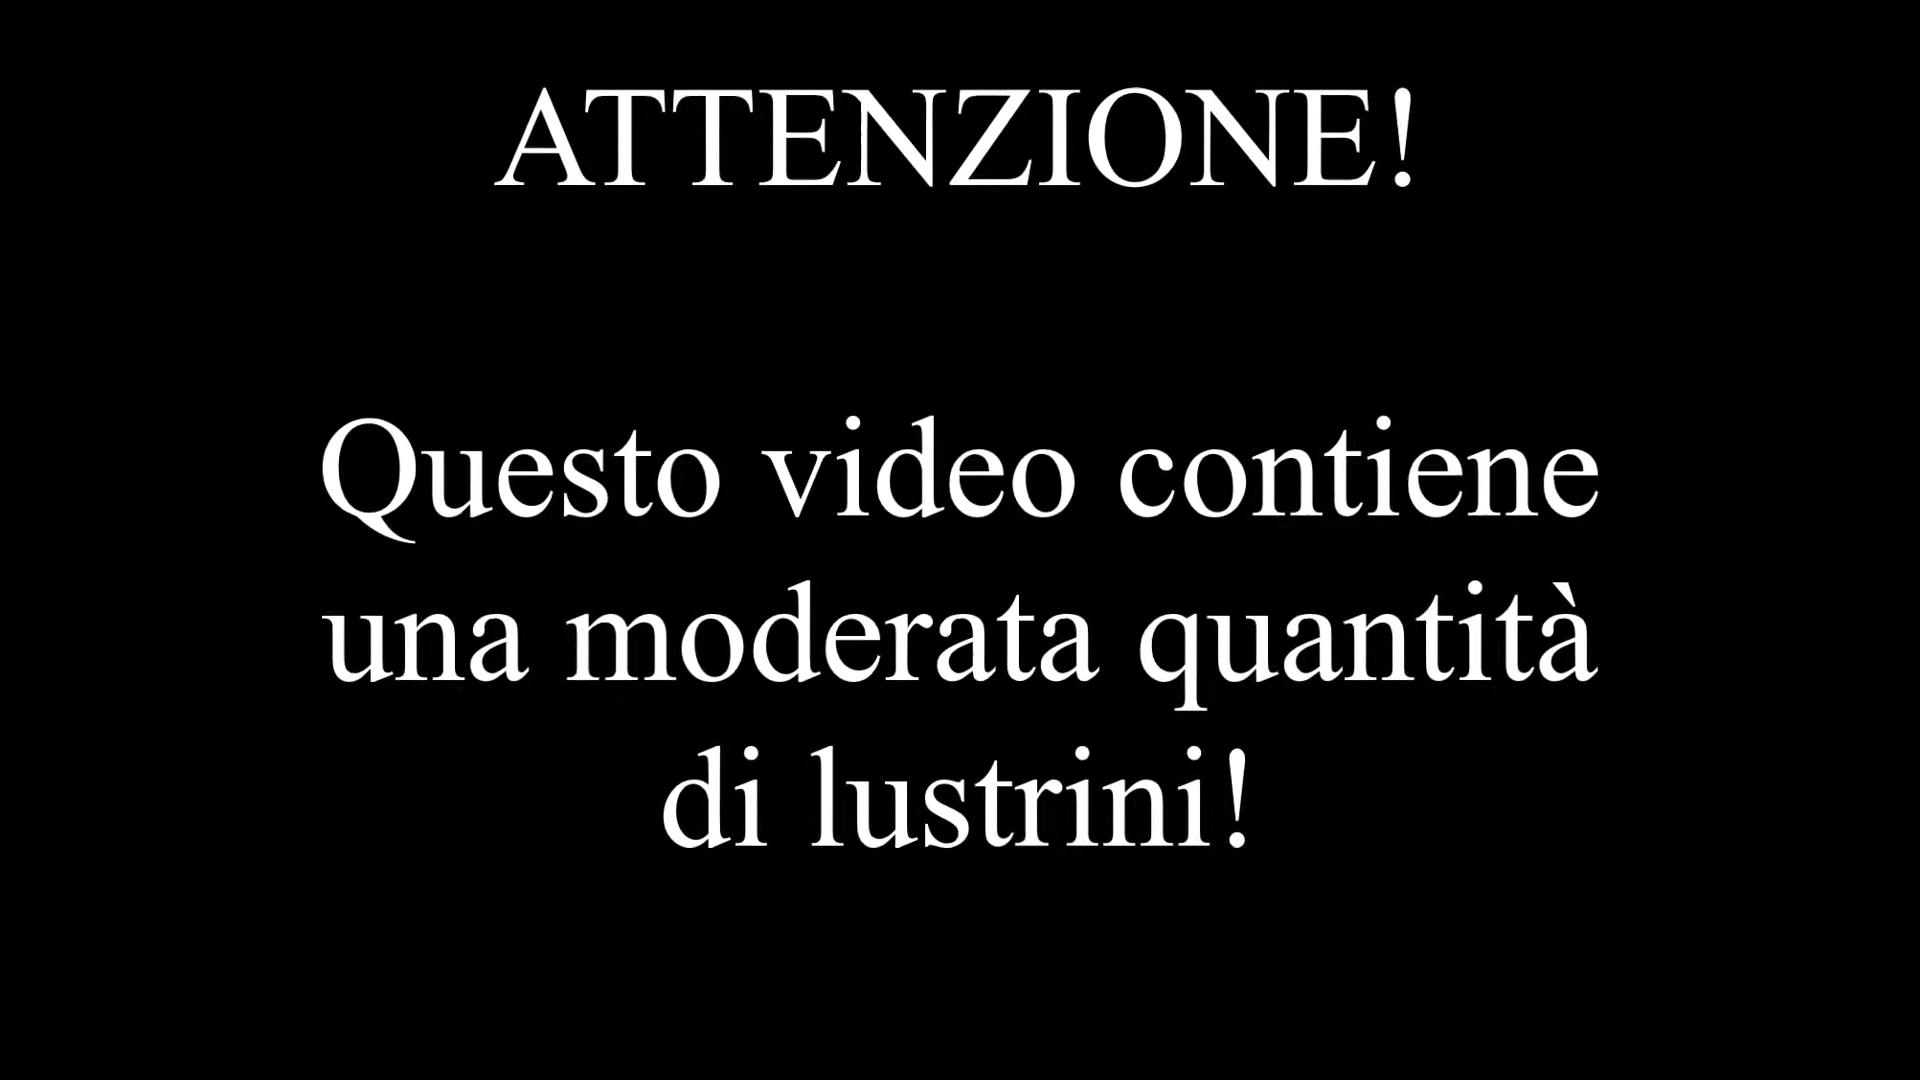 ATTENZIONE!
Questo video contiene
una moderata quantità
di lustrini!